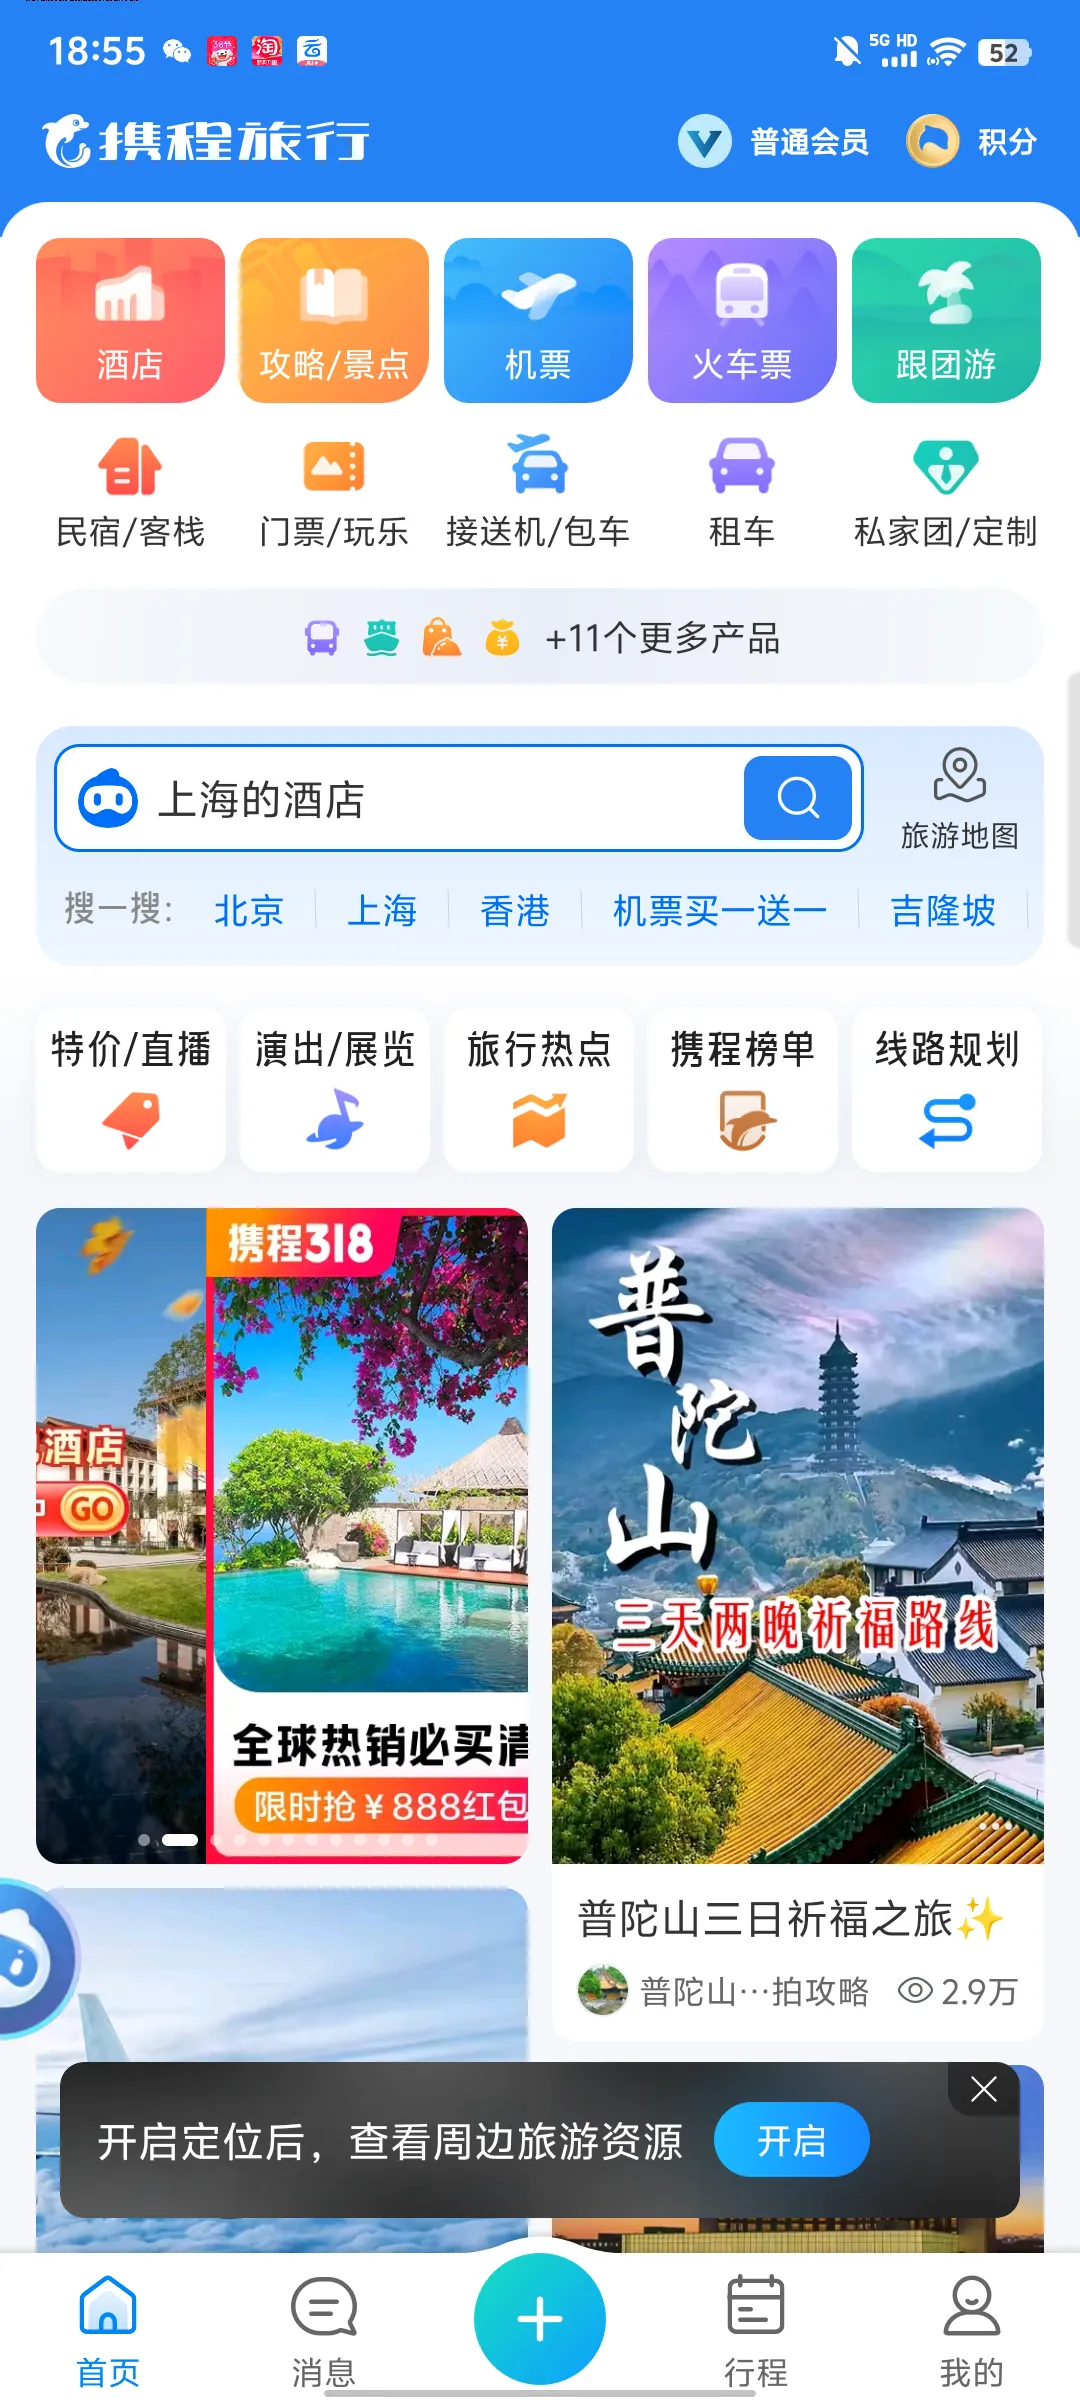 18:55
5G HD
52
携程旅行
普通会员
积分
酒店
攻略/景点
机票
火车票
跟团游
民宿/客栈
门票/玩乐
接送机/包车
租车
私家团/定制
+11个更多产品
上海的酒店
旅游地图
搜一搜:
北京
上海
香港
机票买一送一
吉隆坡
特价/直播
演出/展览
旅行热点
携程榜单
线路规划
携程318
酒店
GO
全球热销必买清
限时抢¥888红包
普陀山
三天两晚祈福路线
普陀山三日祈福之旅✨
普陀山…拍攻略
2.9万
开启定位后，查看周边旅游资源
开启
首页
消息
行程
我的